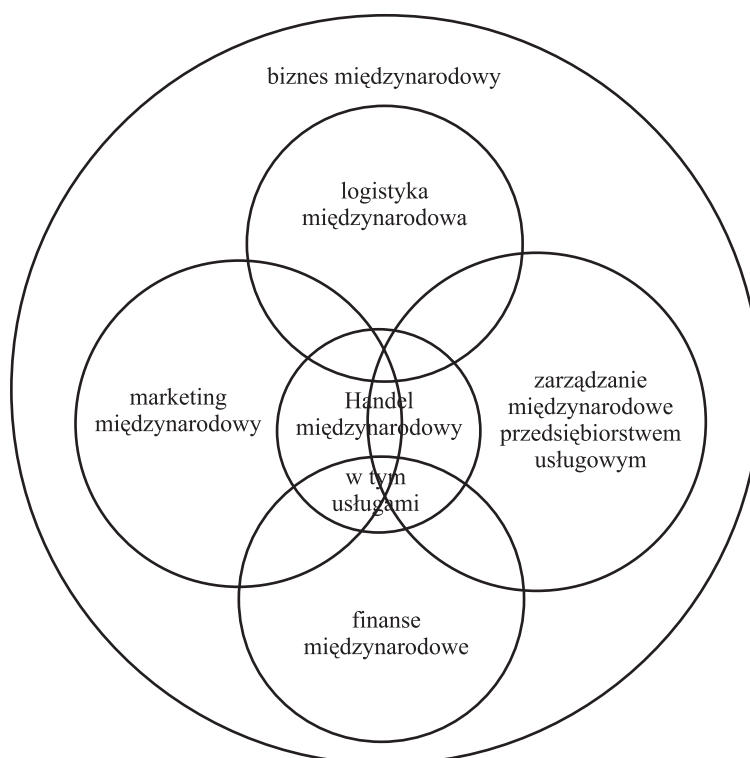 biznes międzynarodowy
logistyka
międzynarodowa
marketing
międzynarodowy
Handel
międzynarodowy
w tym
usługami
zarządzanie
międzynarodowe
przedsiębiorstwem
usługowym
finanse
międzynarodowe